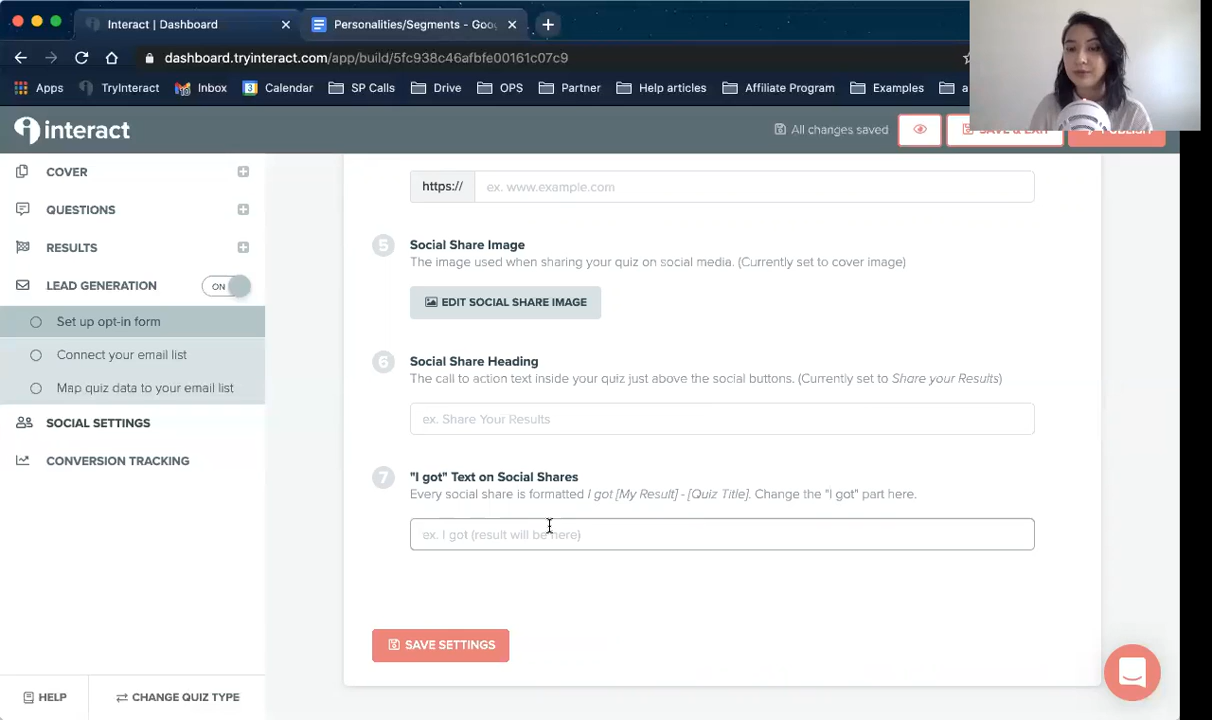 Interact | Dashboard
Personalities/Segments - Goo
dashboard.tryinteract.com/app/build/5fc938c46afbfe00161c07c9
Apps TryInteract Inbox Calendar SP Calls Drive OPS Partner Help articles Affiliate Program Examples a
interact
All changes saved
SAVE & EXIT
PUBLISH
COVER
QUESTIONS
RESULTS
LEAD GENERATION ON
Set up opt-in form
Connect your email list
Map quiz data to your email list
SOCIAL SETTINGS
CONVERSION TRACKING
HELP
CHANGE QUIZ TYPE
https:// ex. www.example.com
5 Social Share Image
The image used when sharing your quiz on social media. (Currently set to cover image)
EDIT SOCIAL SHARE IMAGE
6 Social Share Heading
The call to action text inside your quiz just above the social buttons. (Currently set to Share your Results)
ex. Share Your Results
7 "I got" Text on Social Shares
Every social share is formatted I got [My Result] - [Quiz Title]. Change the "I got" part here.
ex. I got (result will be here)
SAVE SETTINGS